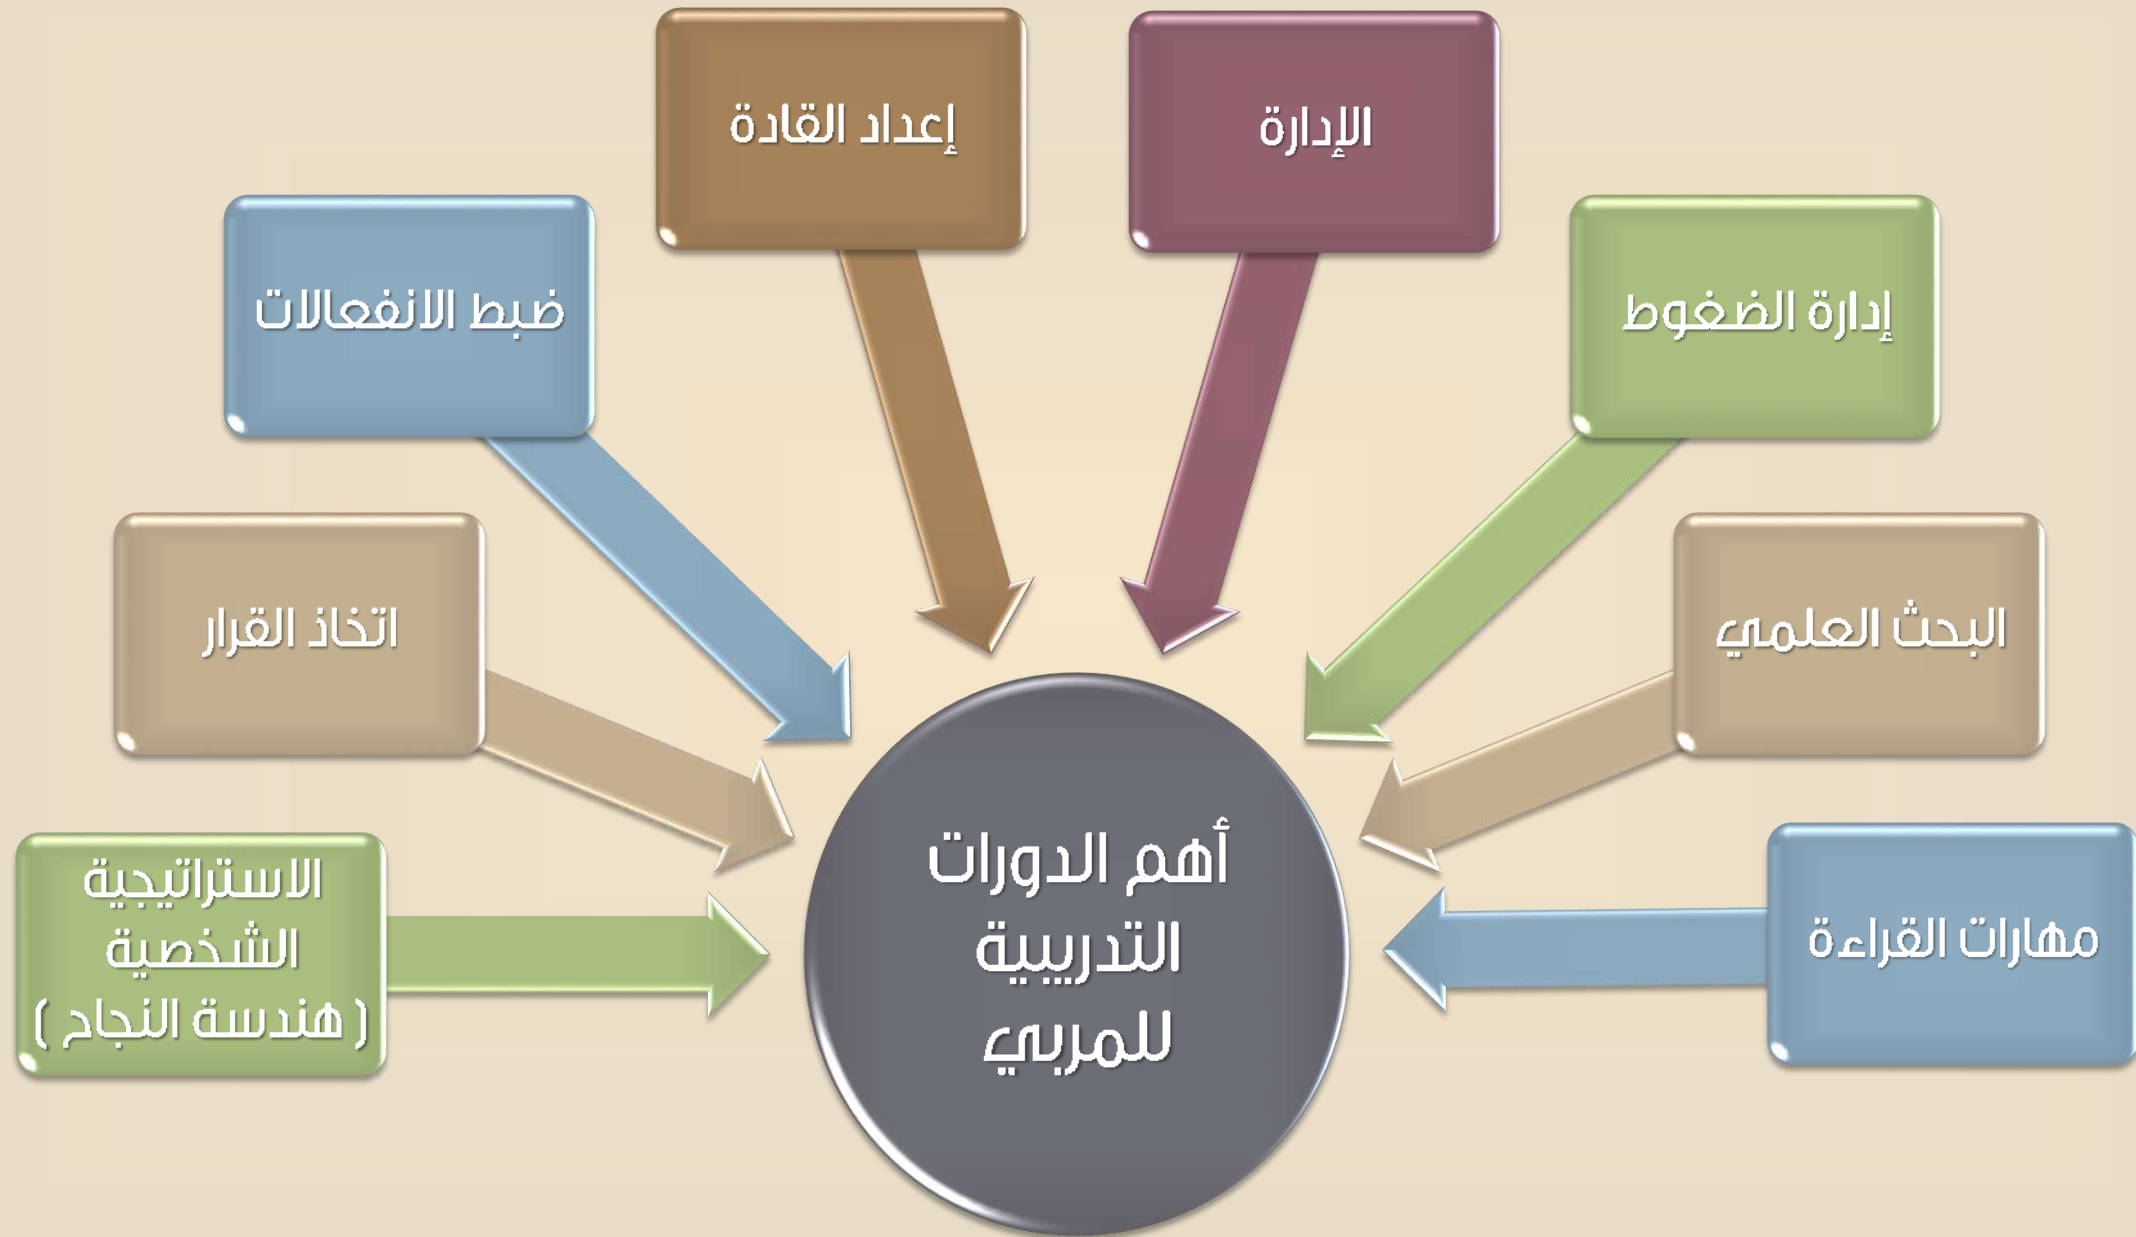 إعداد القادة
الإدارة
ضبط الانفعالات
إدارة الضغوط
اتخاذ القرار
البحث العلمي
الاستراتيجية
الشخصية
( هندسة النجاح )
مهارات القراءة
أهم الدورات
التدريبية
للمربي